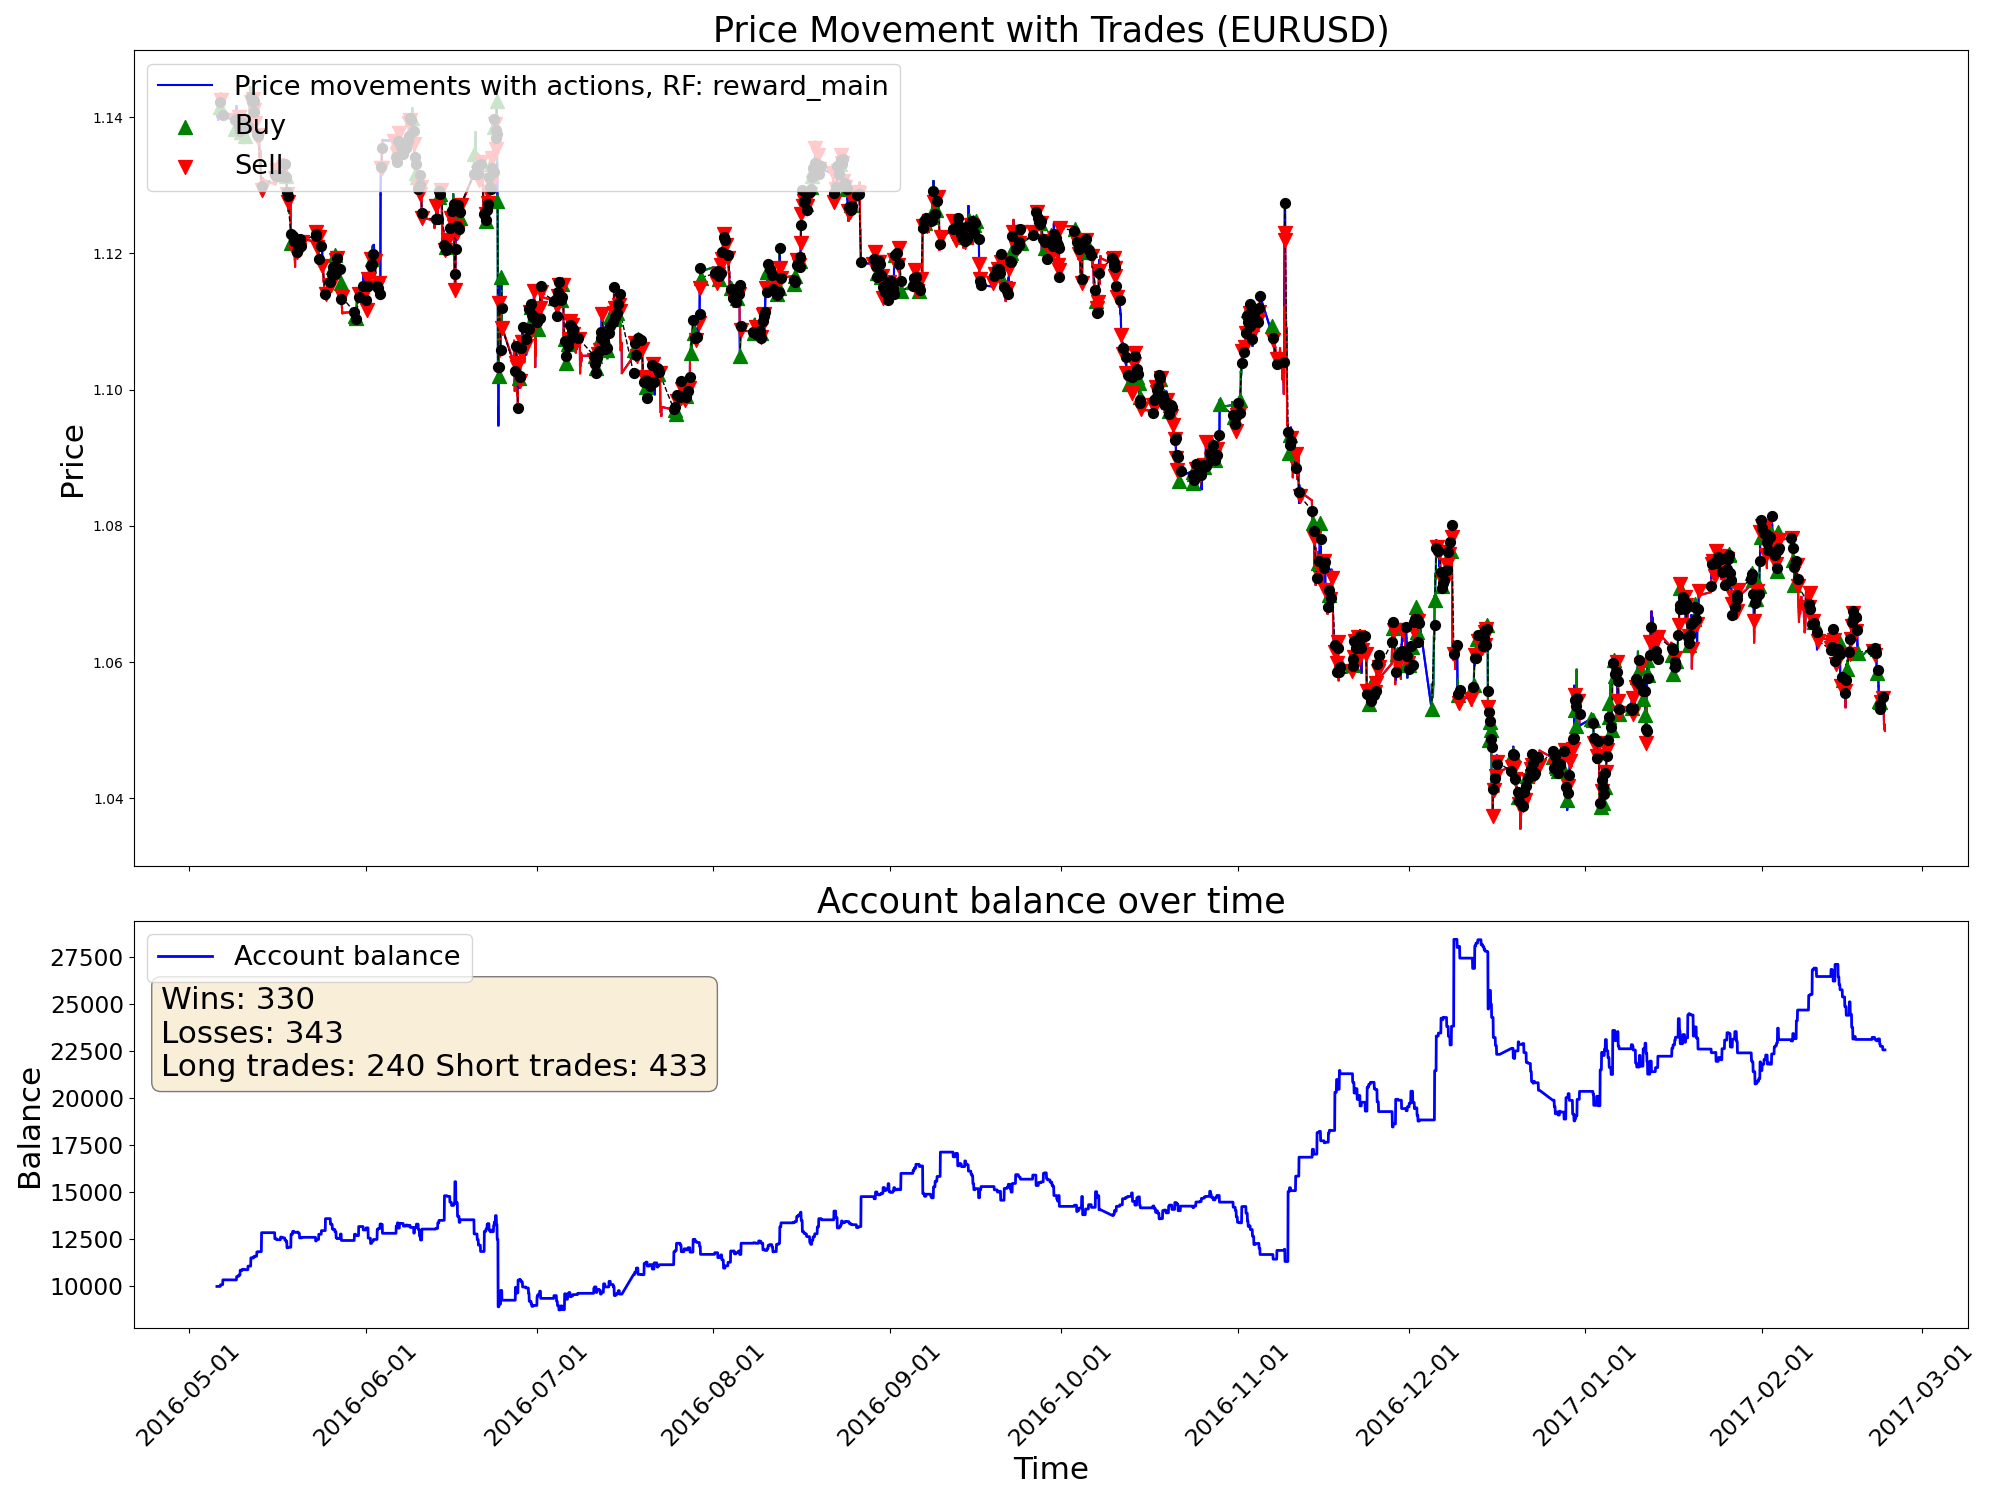 Price Movement with Trades (EURUSD)
Price movements with actions, RF: reward_main
Buy
Sell
Price
1.14
1.12
1.10
1.08
1.06
1.04
Account balance over time
Account balance
Wins: 330
Losses: 343
Long trades: 240 Short trades: 433
Balance
27500
25000
22500
20000
17500
15000
12500
10000
2016-05-01
2016-06-01
2016-07-01
2016-08-01
2016-09-01
2016-10-01
2016-11-01
2016-12-01
2017-01-01
2017-02-01
2017-03-01
Time